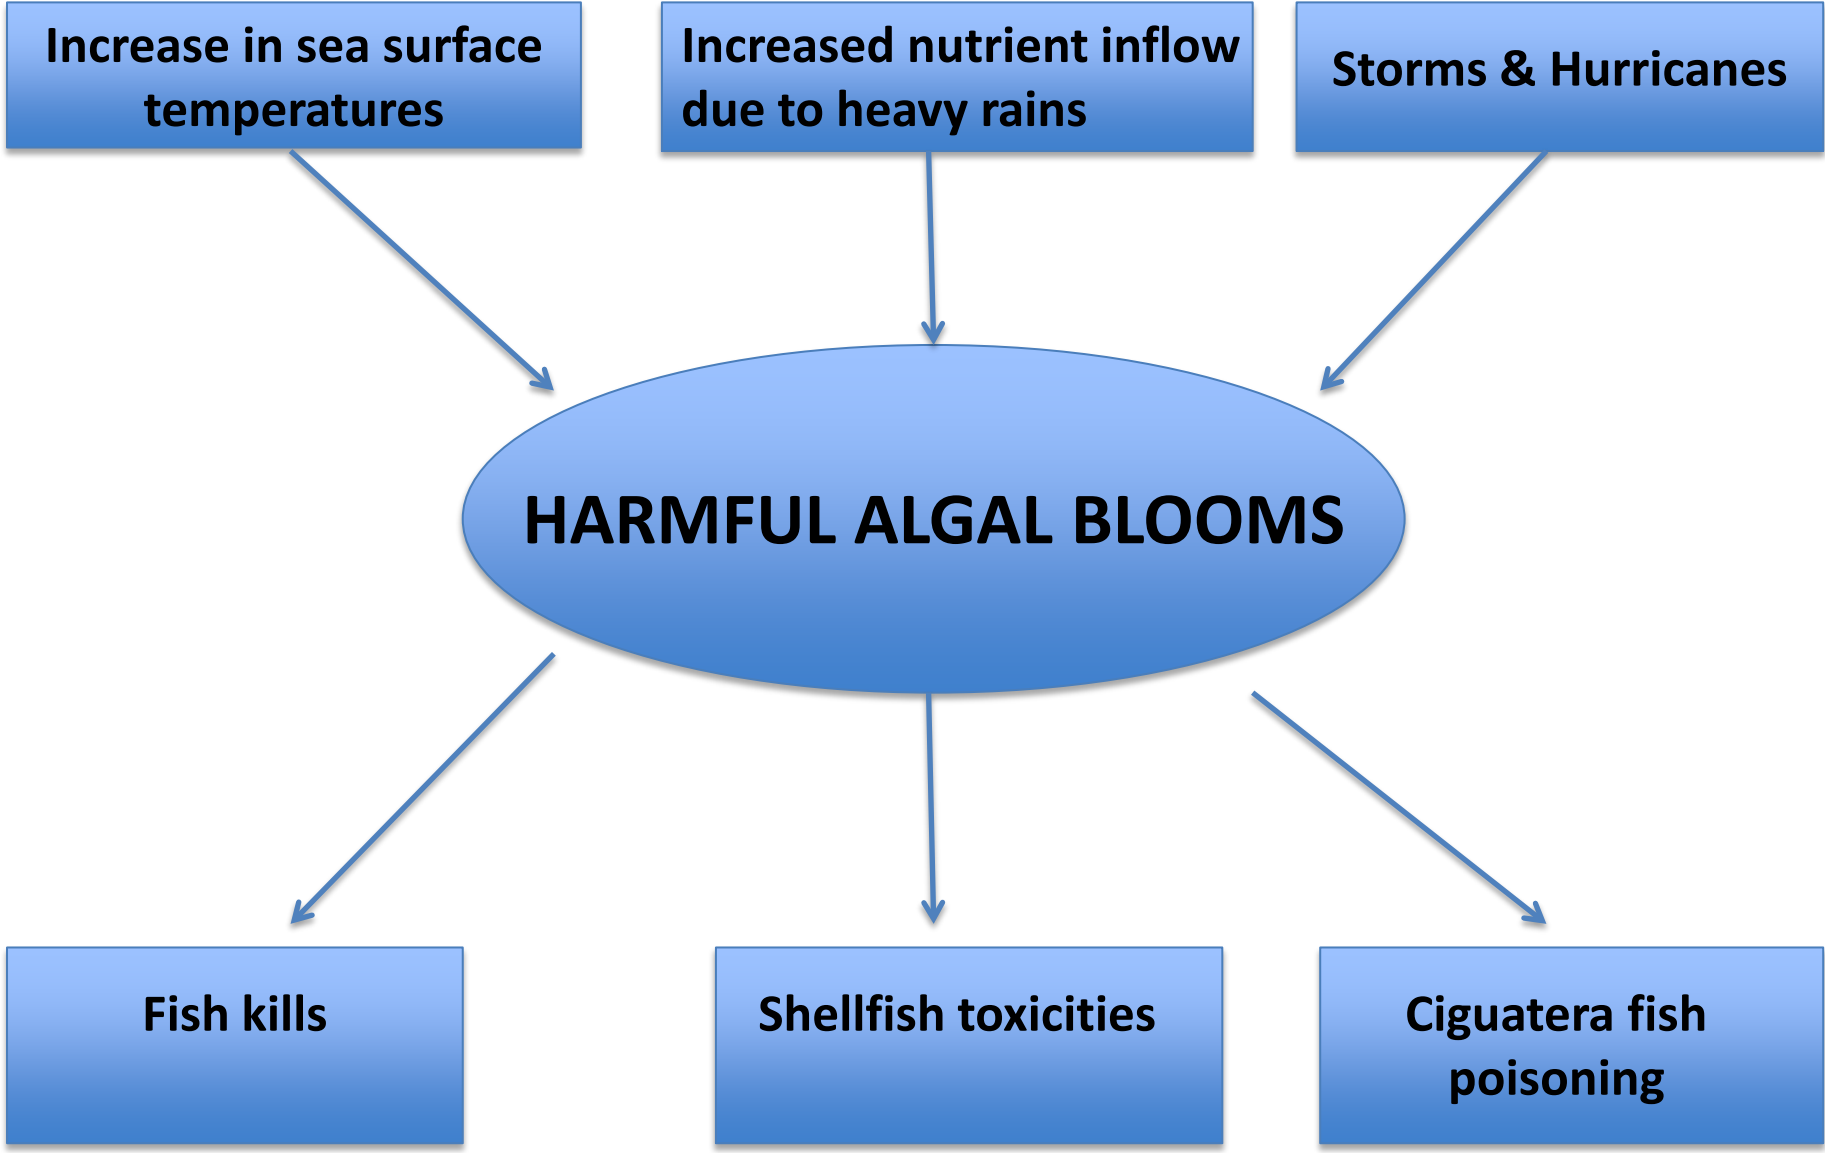 Increase in sea surface
temperatures
Increased nutrient inflow
due to heavy rains
Storms & Hurricanes
HARMFUL ALGAL BLOOMS
Fish kills
Shellfish toxicities
Ciguatera fish
poisoning